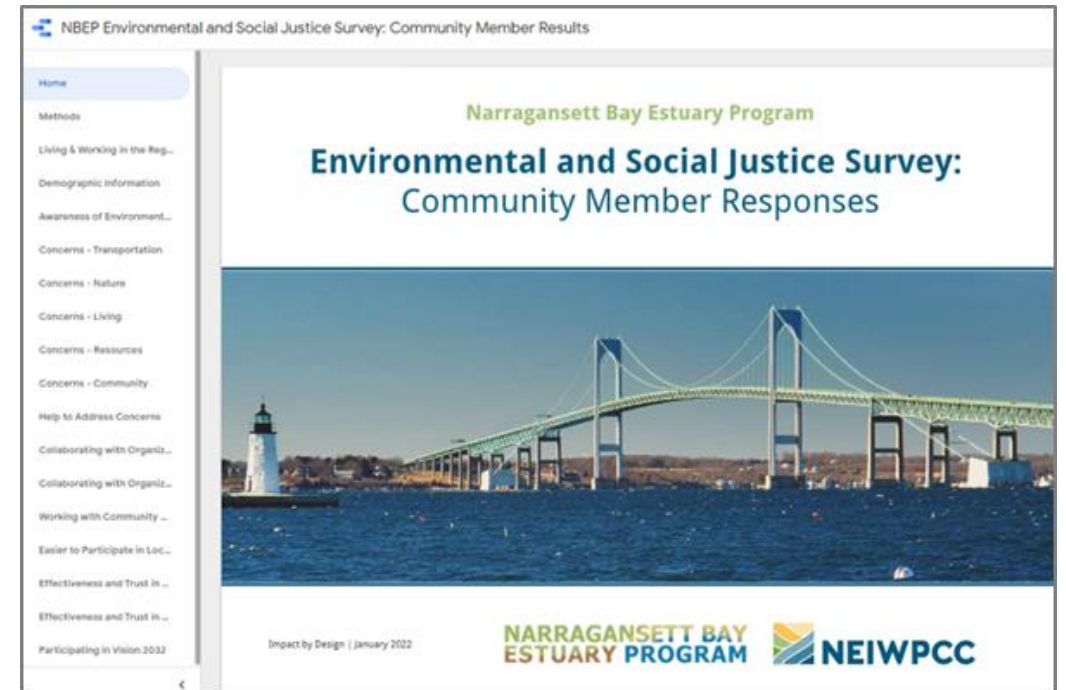 NBEP Environmental and Social Justice Survey: Community Member Results
Home
Methods
Living & Working in the Reg...
Demographic Information
Awareness of Environment...
Concerns - Transportation
Concerns - Nature
Concerns - Living
Concerns - Resources
Concerns - Community
Help to Address Concerns
Collaborating with Organiz...
Collaborating with Organiz...
Working with Community ...
Easier to Participate in Loc...
Effectiveness and Trust in ...
Effectiveness and Trust in ...
Participating in Vision 2032
Narragansett Bay Estuary Program
Environmental and Social Justice Survey:
Community Member Responses
Impact by Design | January 2022
NARRAGANSETT BAY
ESTUARY PROGRAM
NEIWPCC